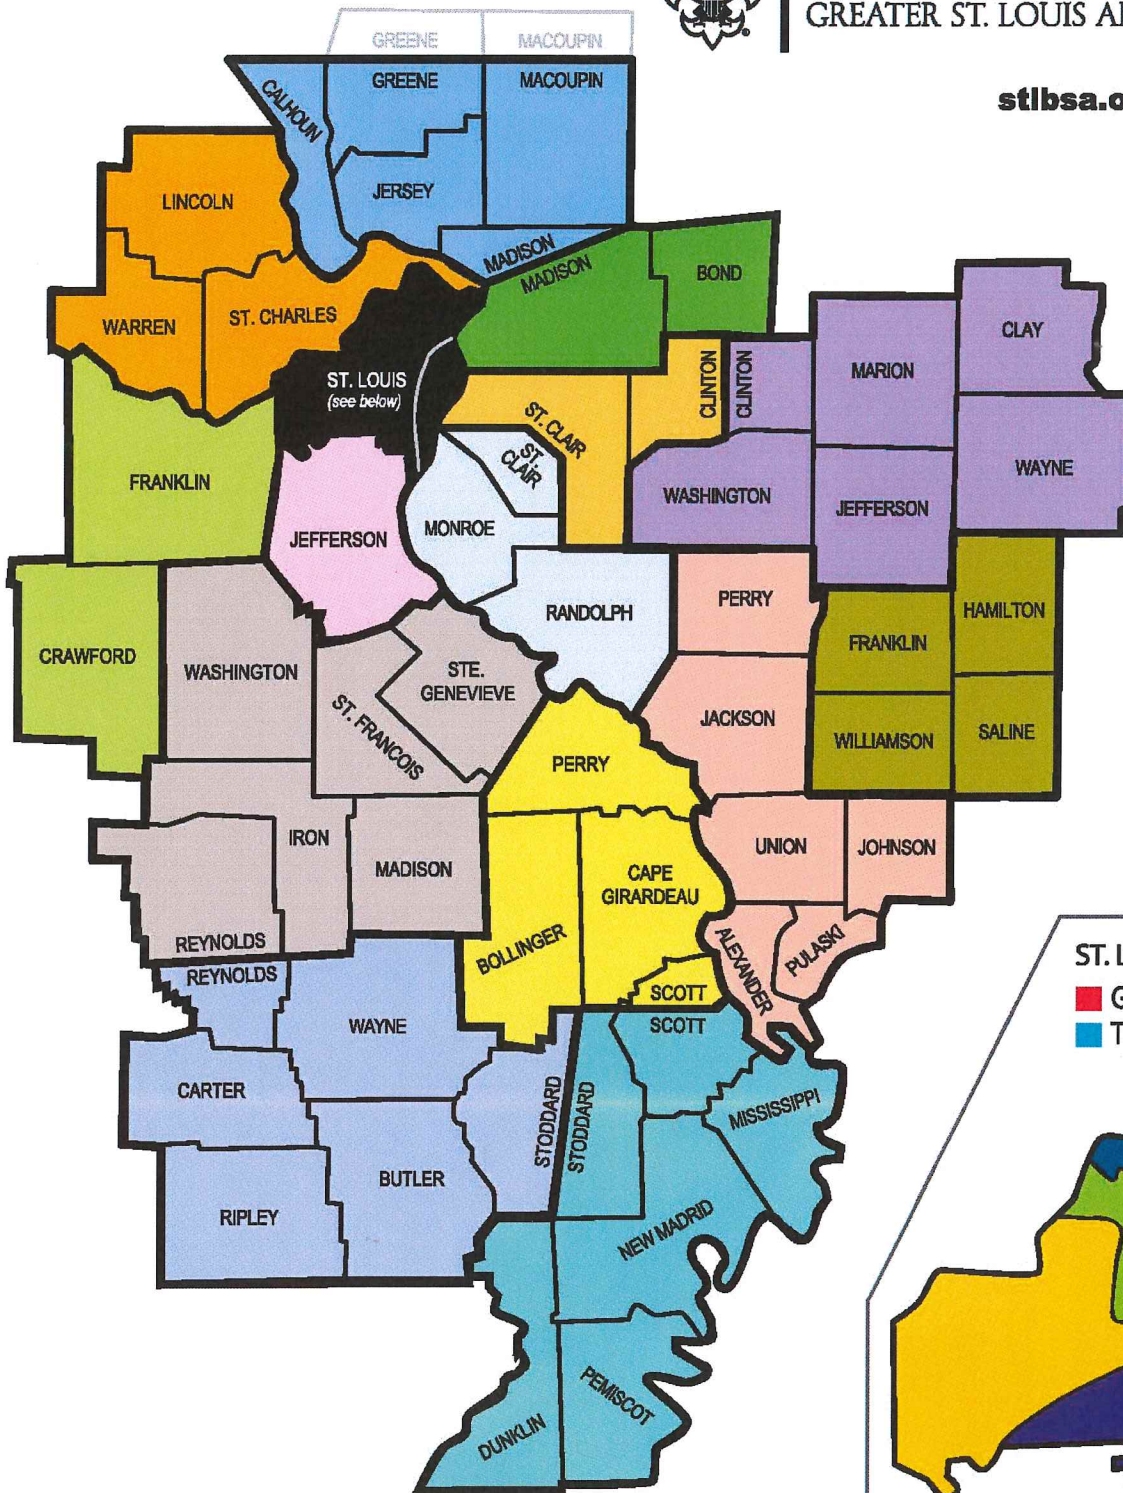 GREATER ST. LOUIS
stlbsa.o
GREENE
MACOUPIN
CALHOUN
GREENE
MACOUPIN
LINCOLN
JERSEY
MADISON
MADISON
BOND
WARREN
ST. CHARLES
CLAY
ST. LOUIS
(see below)
CLINTON
CLINTON
MARION
ST. CLAIR
ST.
CLAIR
FRANKLIN
WASHINGTON
JEFFERSON
WAYNE
JEFFERSON
MONROE
RANDOLPH
PERRY
FRANKLIN
HAMILTON
CRAWFORD
WASHINGTON
STE.
GENEVIEVE
ST. FRANCOIS
JACKSON
WILLIAMSON
SALINE
PERRY
IRON
MADISON
UNION
JOHNSON
CAPE
GIRARDEAU
REYNOLDS
BOLLINGER
ALEXANDER
PULASKI
REYNOLDS
SCOTT
SCOTT
WAYNE
ST. L
G
T
CARTER
STODDARD
STODDARD
MISSISSIPPI
BUTLER
RIPLEY
NEW MADRID
PEMISCOT
DUNKLIN